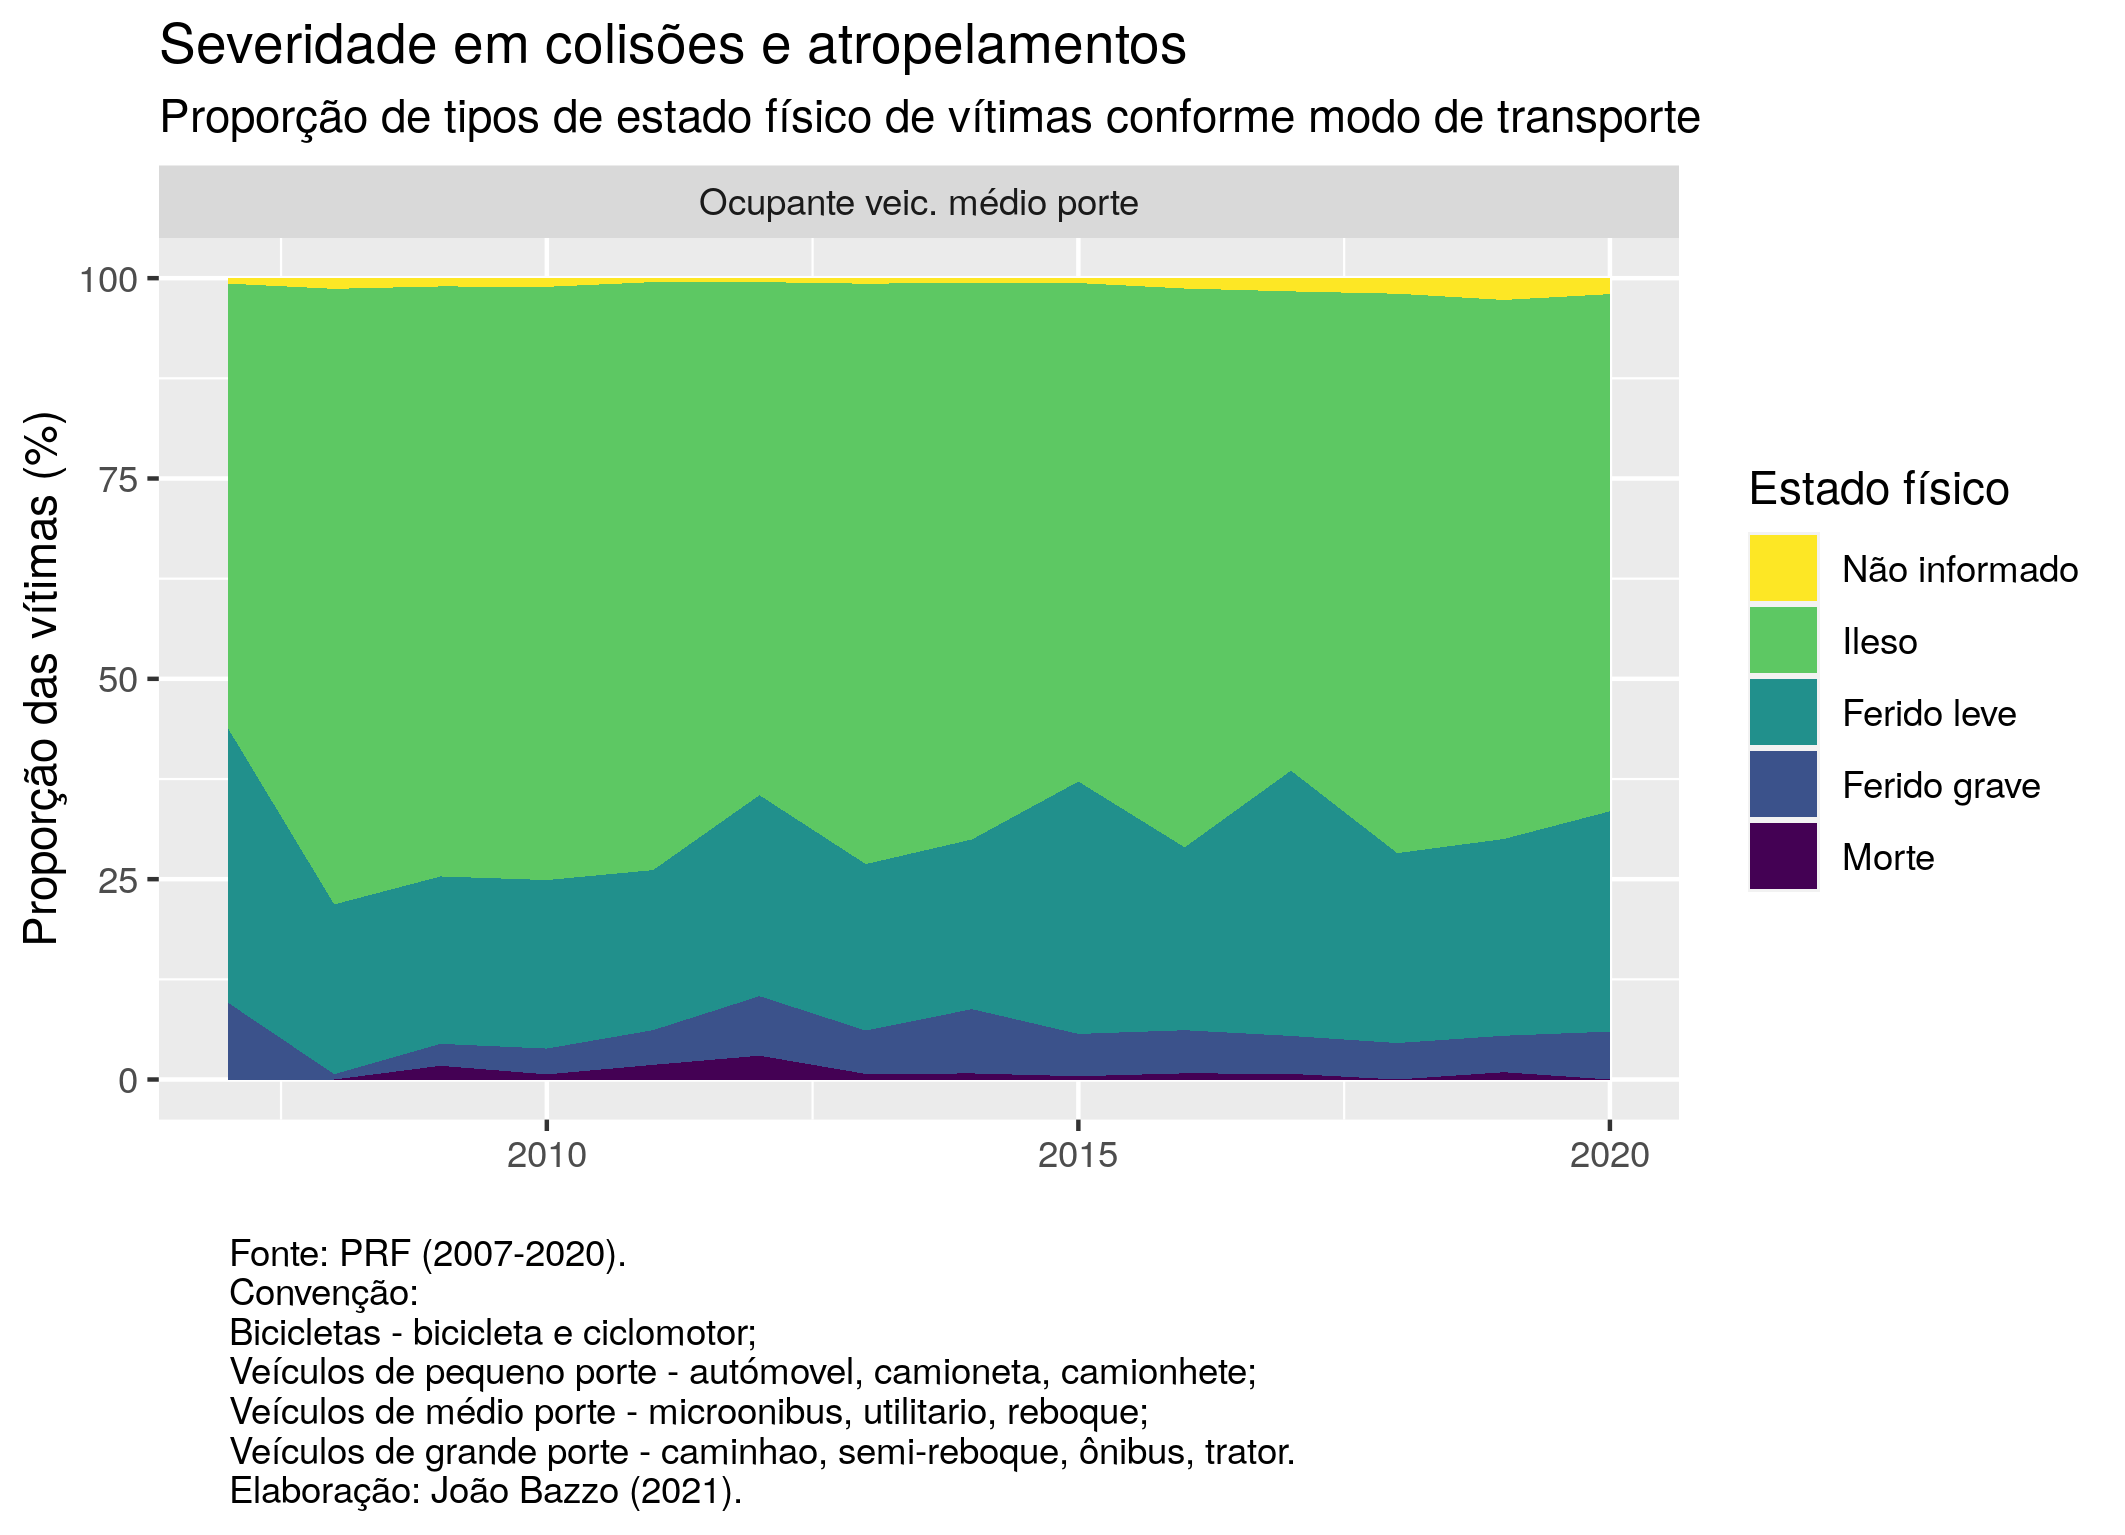 Severidade em colisões e atropelamentos
Proporção de tipos de estado físico de vítimas conforme modo de transporte
Ocupante veic. médio porte
Proporção das vítimas (%)
100
75
50
25
0
2010
2015
2020
Estado físico
Não informado
Ileso
Ferido leve
Ferido grave
Morte
Fonte: PRF (2007-2020).
Convenção:
Bicicletas - bicicleta e ciclomotor;
Veículos de pequeno porte - autómovel, camioneta, camionhete;
Veículos de médio porte - microonibus, utilitario, reboque;
Veículos de grande porte - caminhao, semi-reboque, ônibus, trator.
Elaboração: João Bazzo (2021).